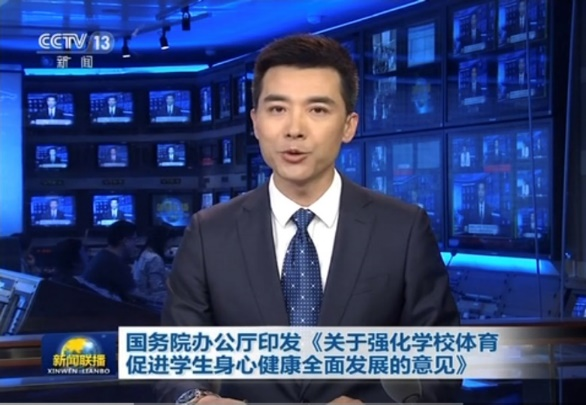 CCTV 13
新闻
国务院办公厅印发《关于强化学校体育
促进学生身心健康全面发展的意见》
新闻联播
XINWEN LIANBO